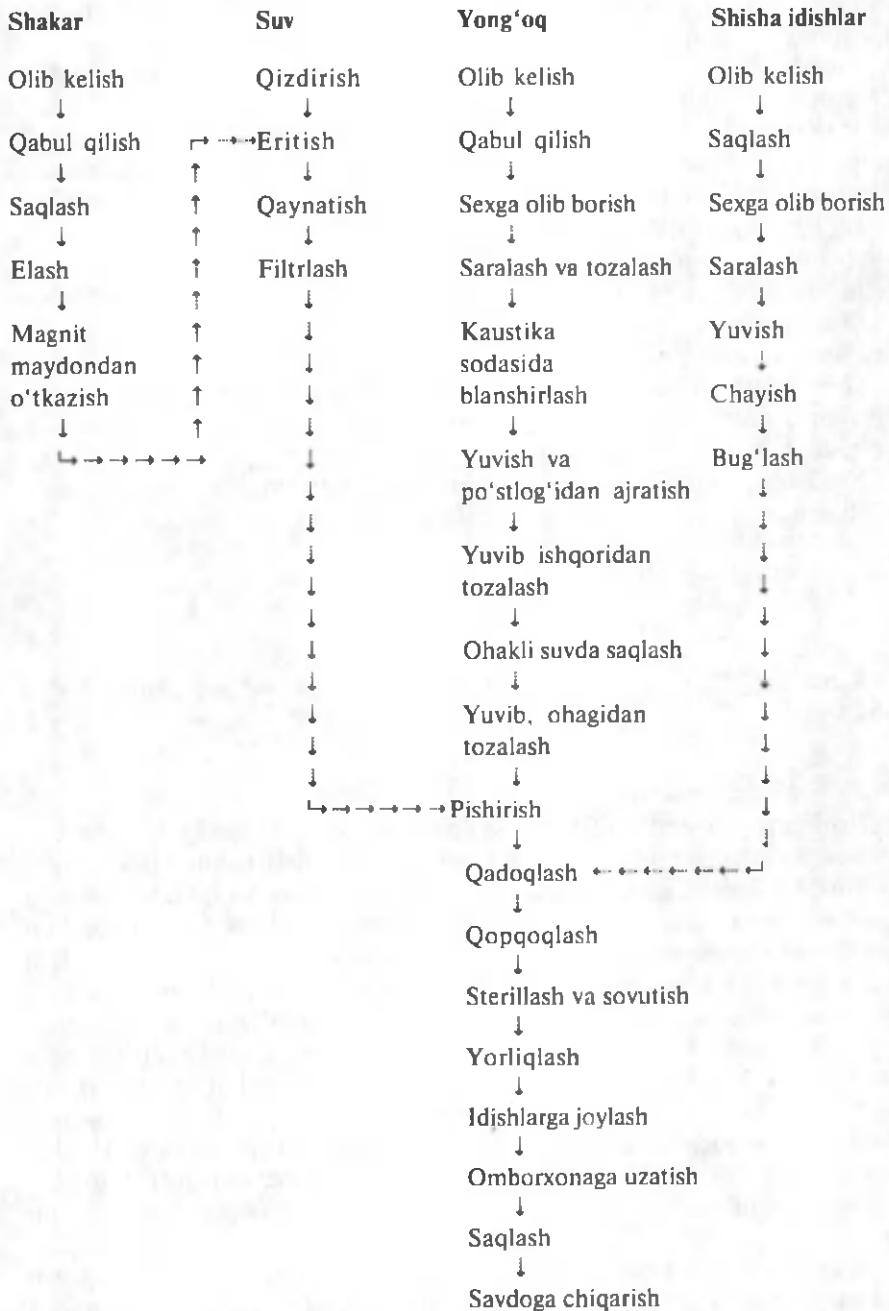 Shakar
Olib kelish
Qabul qilish
Saqlash
Elash
Magnit
maydondan
o‘tkazish
Suv
Qizdirish
Eritish
Qaynatish
Filtrlash
Yong‘oq
Olib kelish
Qabul qilish
Sexga olib borish
Saralash va tozalash
Kaustika
sodasida
blanshirlash
Yuvish va
po‘stlog‘idan ajratish
Yuvib ishqoridan
tozalash
Ohakli suvda saqlash
Yuvib, ohagidan
tozalash
Pishirish
Qadoqlash
Qopqoqlash
Sterillash va sovutish
Yorliqlash
Idishlarga joylash
Omborxonaga uzatish
Saqlash
Savdoga chiqarish
Shisha idishlar
Olib kelish
Saqlash
Sexga olib borish
Saralash
Yuvish
Chayish
Bug‘lash